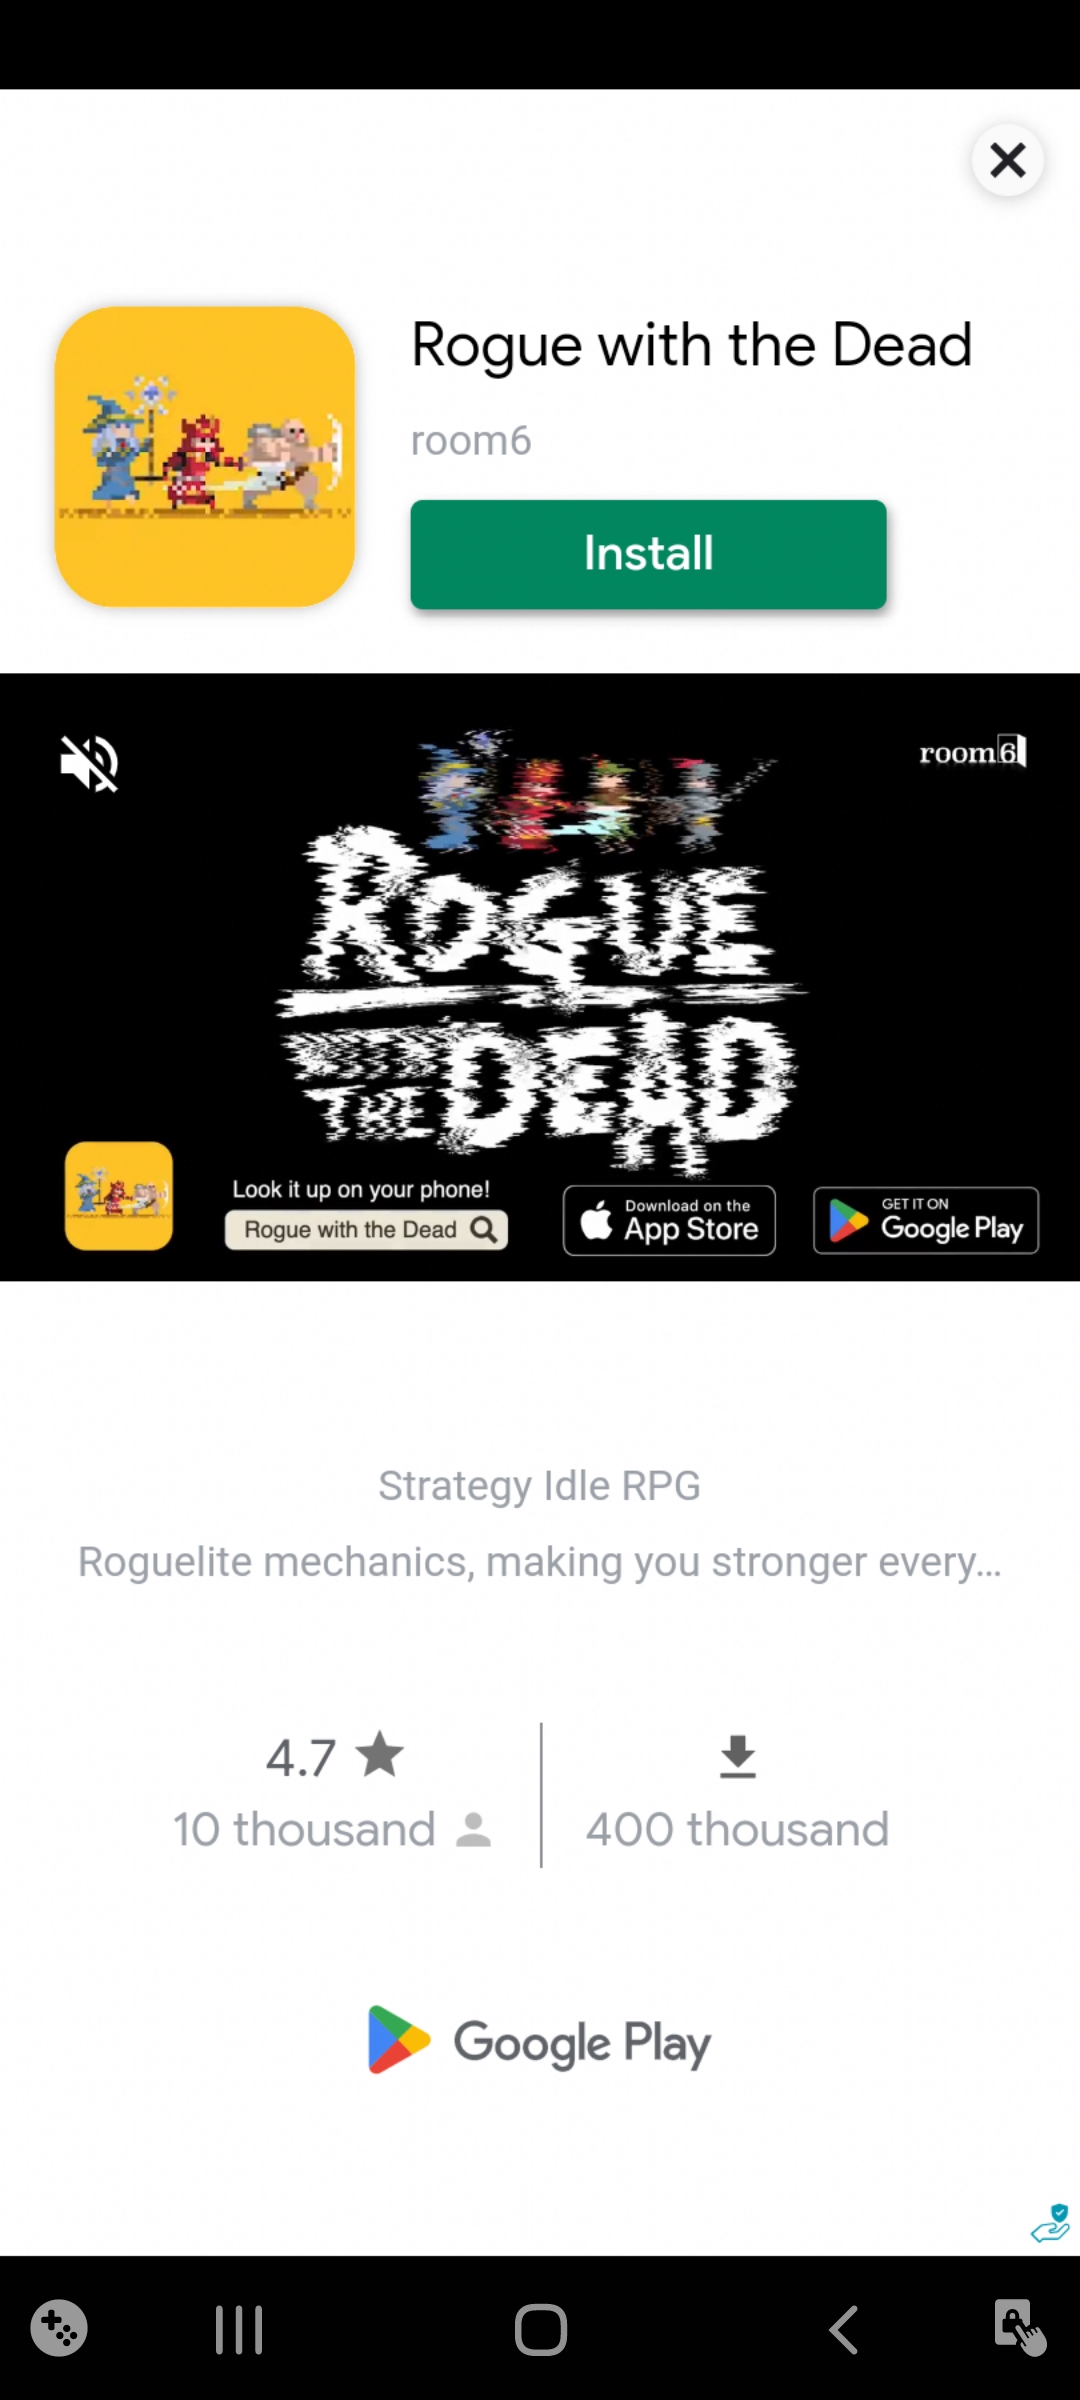 Rogue with the Dead
room6
Install
room6
ROGUE
WITH
THE DEAD
Look it up on your phone!
Rogue with the Dead
Download on the
App Store
GET IT ON
Google Play
Strategy Idle RPG
Roguelite mechanics, making you stronger every...
4.7
10 thousand
400 thousand
Google Play